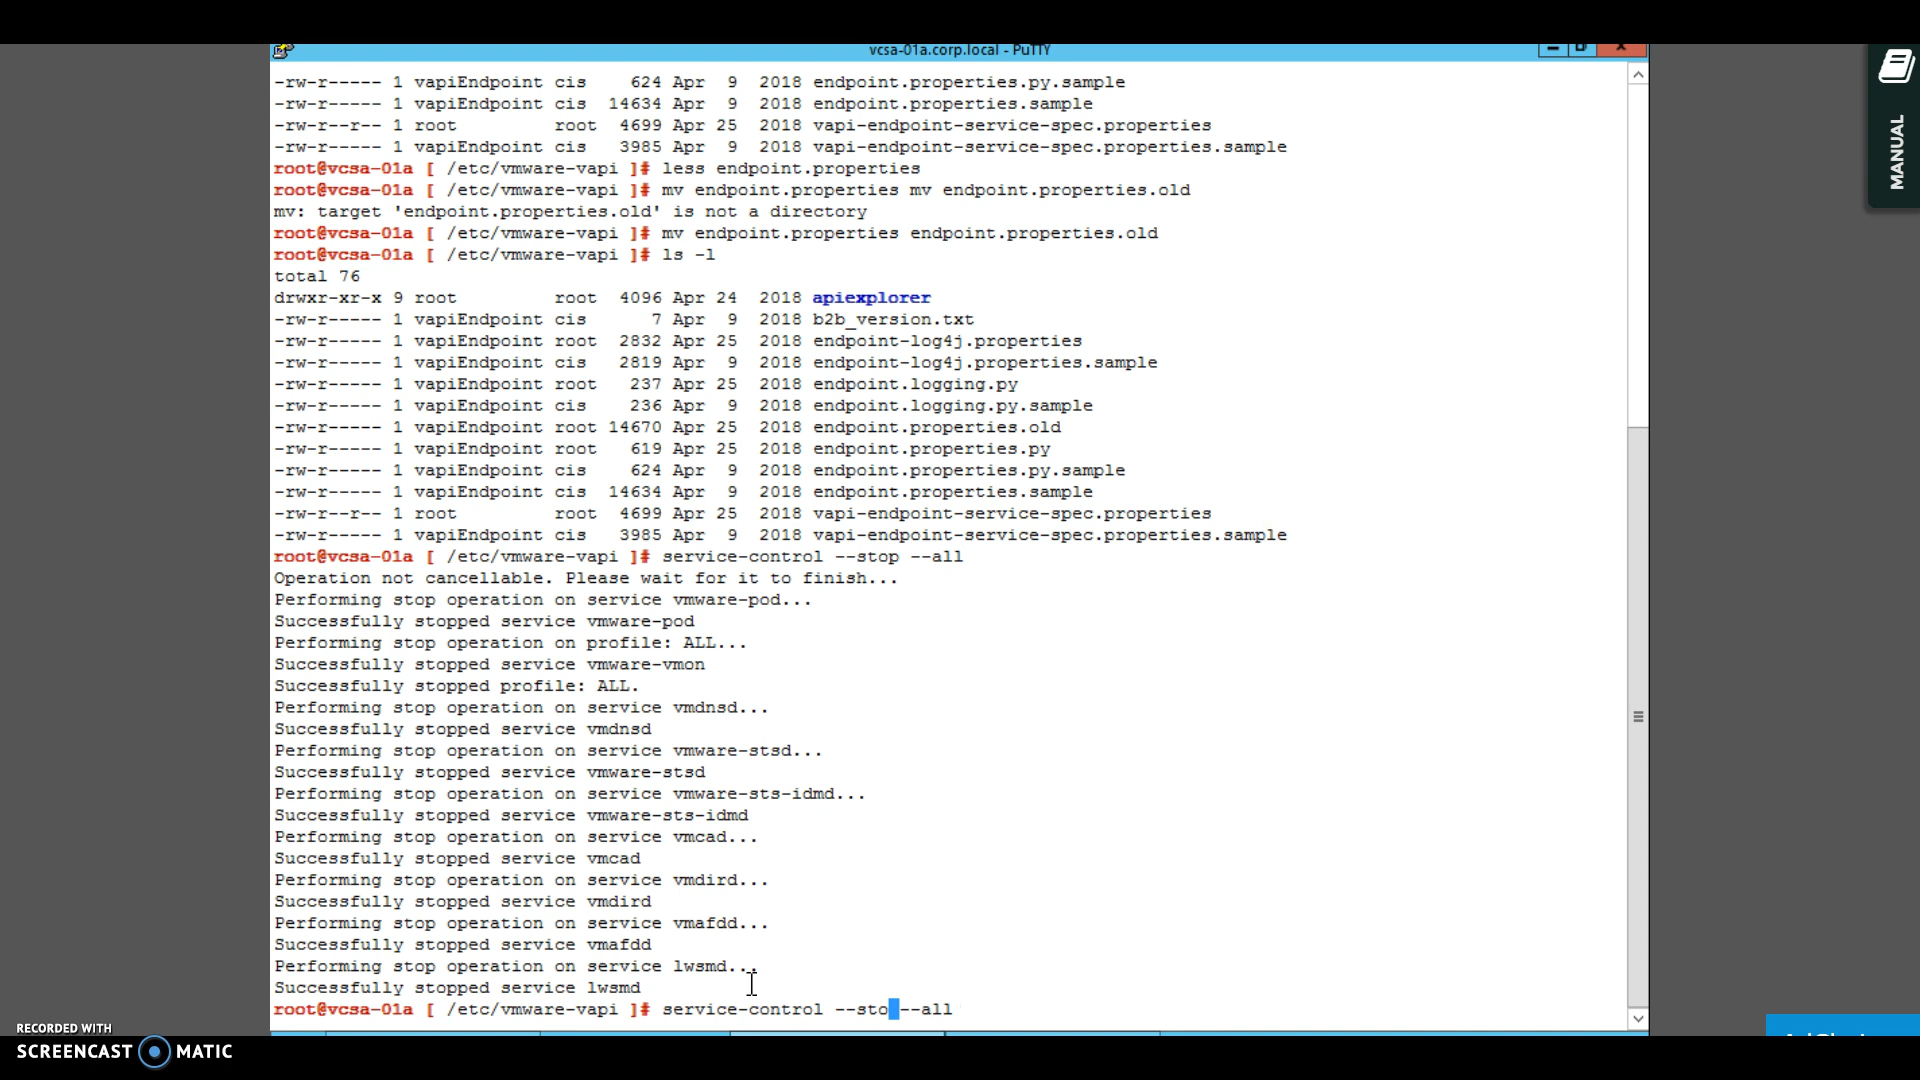 vcsa-01a.corp.local - PuTTY
-rw-r----- 1 vapiEndpoint cis 624 Apr 9 2018 endpoint.properties.py.sample
-rw-r----- 1 vapiEndpoint cis 14634 Apr 9 2018 endpoint.properties.sample
-rw-r--r-- 1 root root 4699 Apr 25 2018 vapi-endpoint-service-spec.properties
-rw-r----- 1 vapiEndpoint cis 3985 Apr 9 2018 vapi-endpoint-service-spec.properties.sample
root@vcsa-01a [ /etc/vmware-vapi ]# less endpoint.properties
root@vcsa-01a [ /etc/vmware-vapi ]# mv endpoint.properties mv endpoint.properties.old
mv: target 'endpoint.properties.old' is not a directory
root@vcsa-01a [ /etc/vmware-vapi ]# mv endpoint.properties endpoint.properties.old
root@vcsa-01a [ /etc/vmware-vapi ]# ls -l
total 76
drwxr-xr-x 9 root root 4096 Apr 24 2018 apiexplorer
-rw-r----- 1 vapiEndpoint cis 7 Apr 9 2018 b2b_version.txt
-rw-r----- 1 vapiEndpoint root 2832 Apr 25 2018 endpoint-log4j.properties
-rw-r----- 1 vapiEndpoint cis 2819 Apr 9 2018 endpoint-log4j.properties.sample
-rw-r----- 1 vapiEndpoint root 237 Apr 25 2018 endpoint.logging.py
-rw-r----- 1 vapiEndpoint cis 236 Apr 9 2018 endpoint.logging.py.sample
-rw-r----- 1 vapiEndpoint root 14670 Apr 25 2018 endpoint.properties.old
-rw-r----- 1 vapiEndpoint root 619 Apr 25 2018 endpoint.properties.py
-rw-r----- 1 vapiEndpoint cis 624 Apr 9 2018 endpoint.properties.py.sample
-rw-r----- 1 vapiEndpoint cis 14634 Apr 9 2018 endpoint.properties.sample
-rw-r--r-- 1 root root 4699 Apr 25 2018 vapi-endpoint-service-spec.properties
-rw-r----- 1 vapiEndpoint cis 3985 Apr 9 2018 vapi-endpoint-service-spec.properties.sample
root@vcsa-01a [ /etc/vmware-vapi ]# service-control --stop --all
Operation not cancellable. Please wait for it to finish...
Performing stop operation on service vmware-pod...
Successfully stopped service vmware-pod
Performing stop operation on profile: ALL...
Successfully stopped service vmware-vmon
Successfully stopped profile: ALL.
Performing stop operation on service vmdnsd...
Successfully stopped service vmdnsd
Performing stop operation on service vmware-stsd...
Successfully stopped service vmware-stsd
Performing stop operation on service vmware-sts-idmd...
Successfully stopped service vmware-sts-idmd
Performing stop operation on service vmcad...
Successfully stopped service vmcad
Performing stop operation on service vmdird...
Successfully stopped service vmdird
Performing stop operation on service vmafdd...
Successfully stopped service vmafdd
Performing stop operation on service lwsmd...
Successfully stopped service lwsmd
root@vcsa-01a [ /etc/vmware-vapi ]# service-control --sto --all
MANUAL
RECORDED WITH
SCREENCAST MATIC